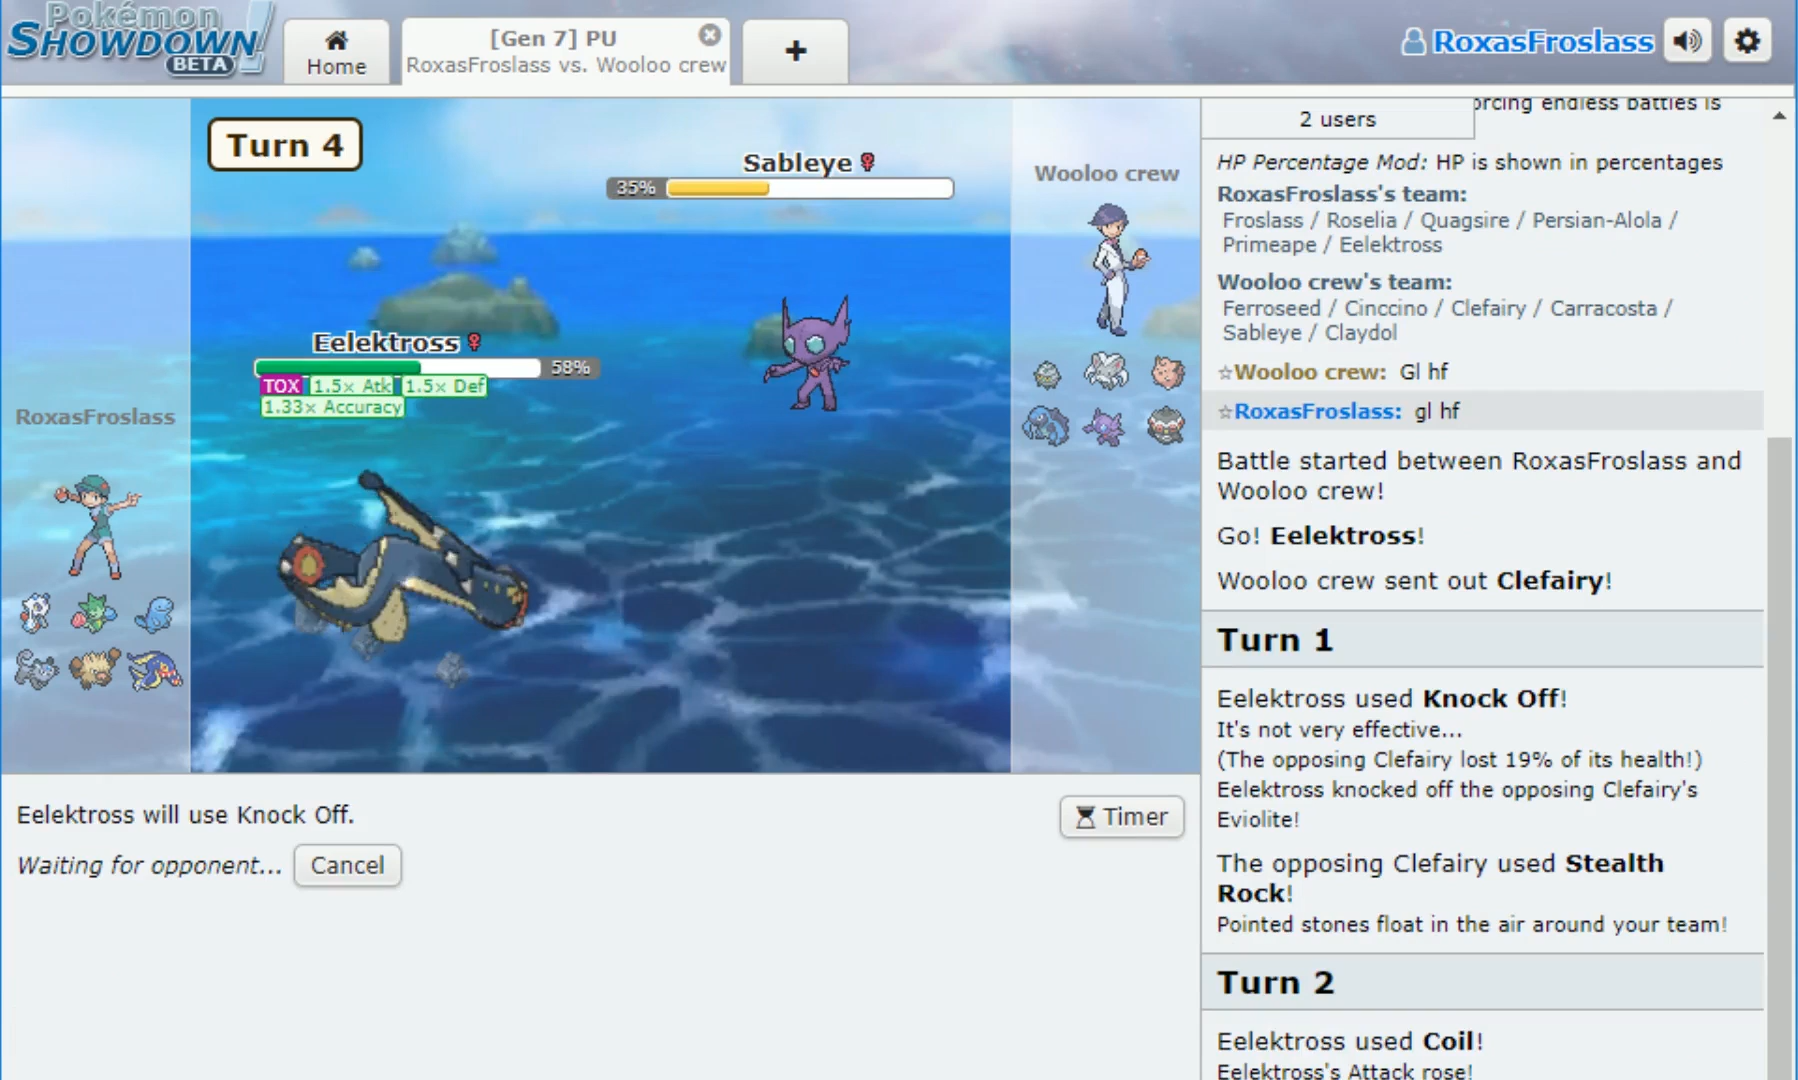 Pokémon
SHOWDOWN!
BETA
Home
[Gen 7] PU
RoxasFroslass vs. Wooloo crew
+
RoxasFroslass
Turn 4
Sableye
35%
Eelektross
58%
TOX 1.5× Atk 1.5× Def
1.33× Accuracy
RoxasFroslass
Wooloo crew
Eelektross will use Knock Off.
Waiting for opponent... Cancel
Timer
2 users
forcing endless battles is
HP Percentage Mod: HP is shown in percentages
RoxasFroslass's team:
Froslass / Roselia / Quagsire / Persian-Alola /
Primeape / Eelektross
Wooloo crew's team:
Ferroseed / Cinccino / Clefairy / Carracosta /
Sableye / Claydol
☆Wooloo crew: Gl hf
☆RoxasFroslass: gl hf
Battle started between RoxasFroslass and
Wooloo crew!
Go! Eelektross!
Wooloo crew sent out Clefairy!
Turn 1
Eelektross used Knock Off!
It's not very effective...
(The opposing Clefairy lost 19% of its health!)
Eelektross knocked off the opposing Clefairy's
Eviolite!
The opposing Clefairy used Stealth
Rock!
Pointed stones float in the air around your team!
Turn 2
Eelektross used Coil!
Eelektross's Attack rose!